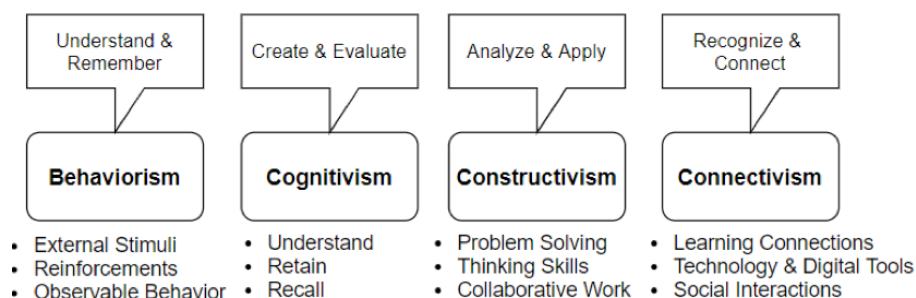 Understand &
Remember
Create & Evaluate
Analyze & Apply
Recognize &
Connect
Behaviorism
Cognitivism
Constructivism
Connectivism
• External Stimuli
• Reinforcements
• Observable Behavior
• Understand
• Retain
• Recall
• Problem Solving
• Thinking Skills
• Collaborative Work
• Learning Connections
• Technology & Digital Tools
• Social Interactions